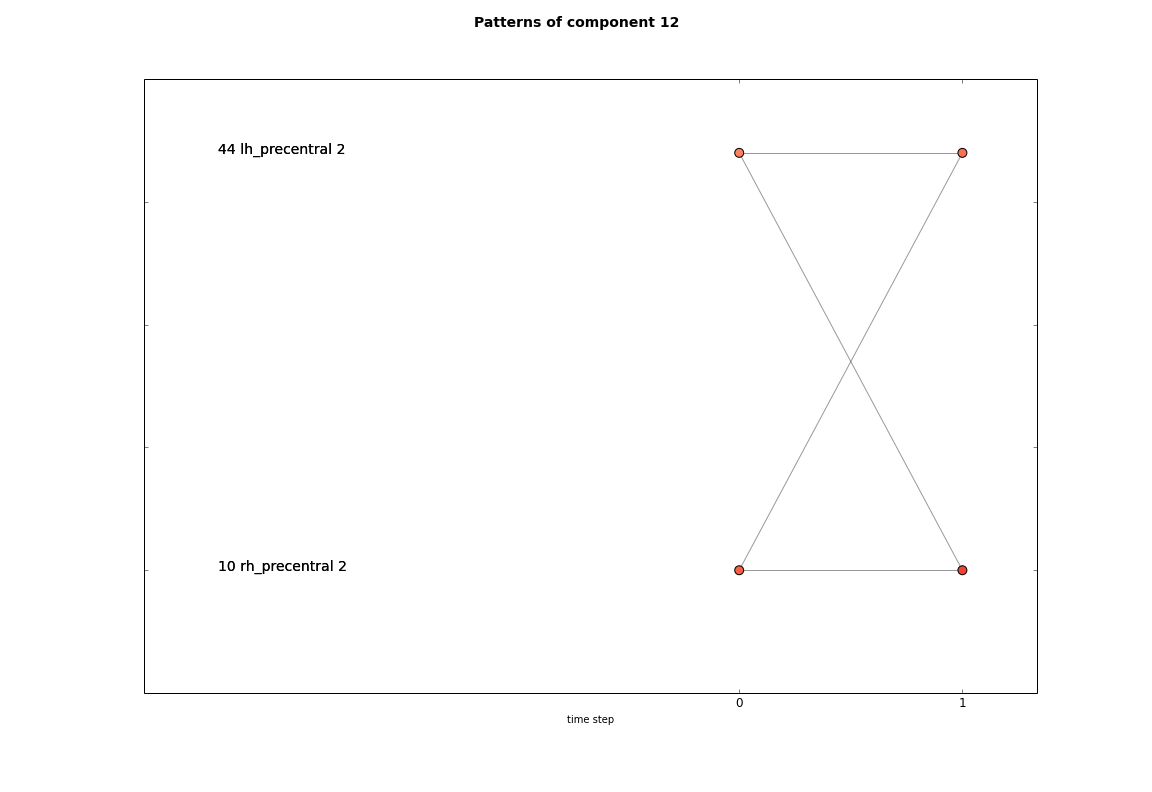 Patterns of component 12
44 lh_precentral 2
10 rh_precentral 2
0 1
time step